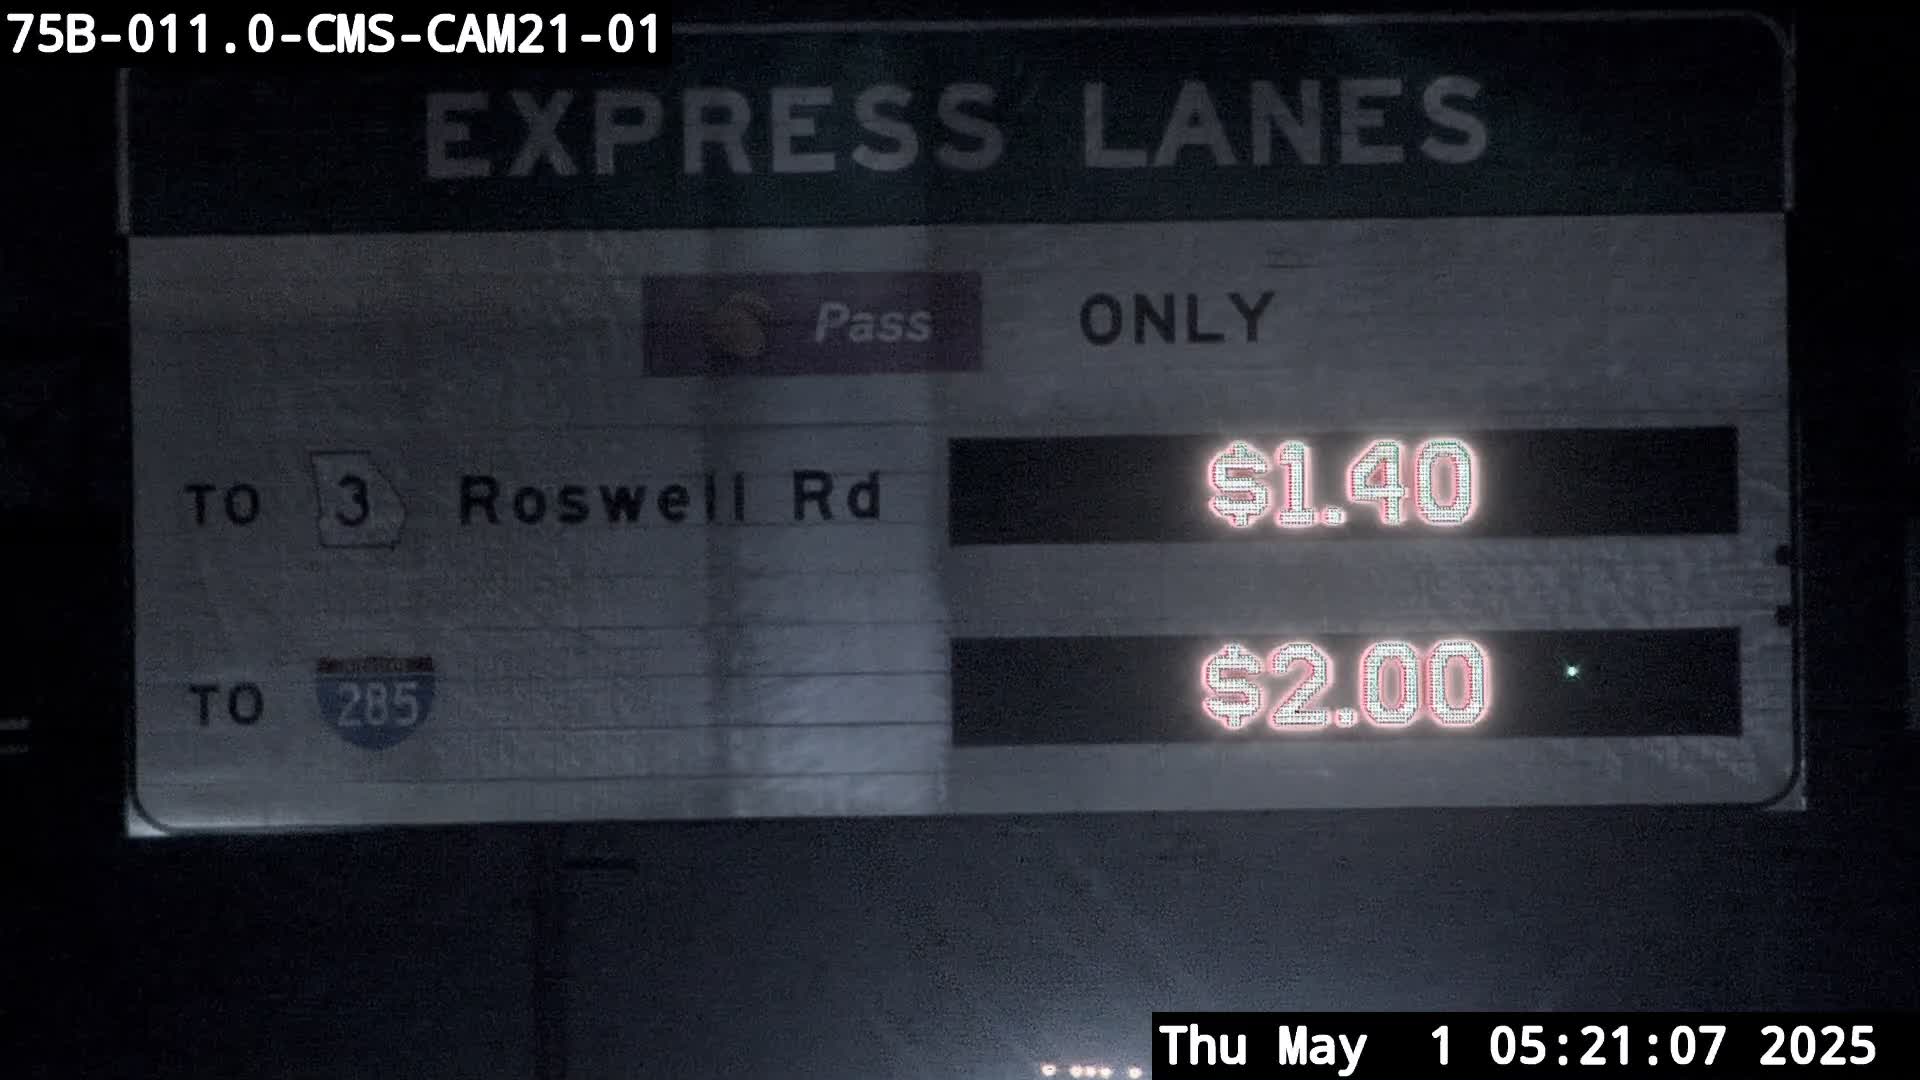 75B-011.0-CMS-CAM21-01
EXPRESS LANES
Pass ONLY
TO 3 Roswell Rd $1.40
TO 285 $2.00
Thu May 1 05:21:07 2025